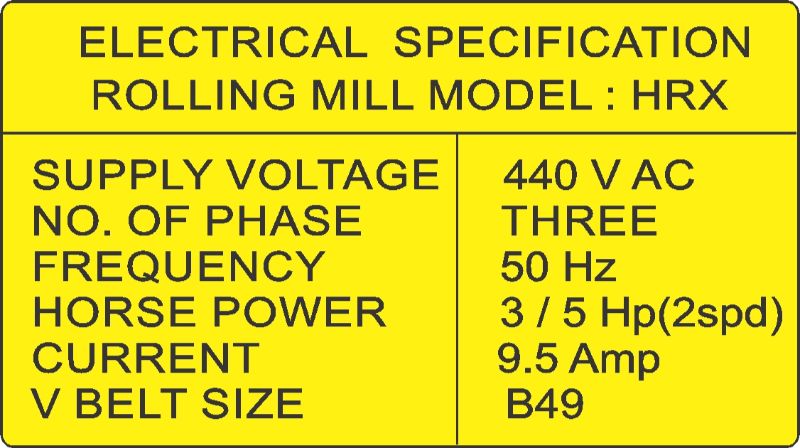 ELECTRICAL SPECIFICATION
ROLLING MILL MODEL : HRX
SUPPLY VOLTAGE 440 V AC
NO. OF PHASE THREE
FREQUENCY 50 Hz
HORSE POWER 3 / 5 Hp(2spd)
CURRENT 9.5 Amp
V BELT SIZE B49